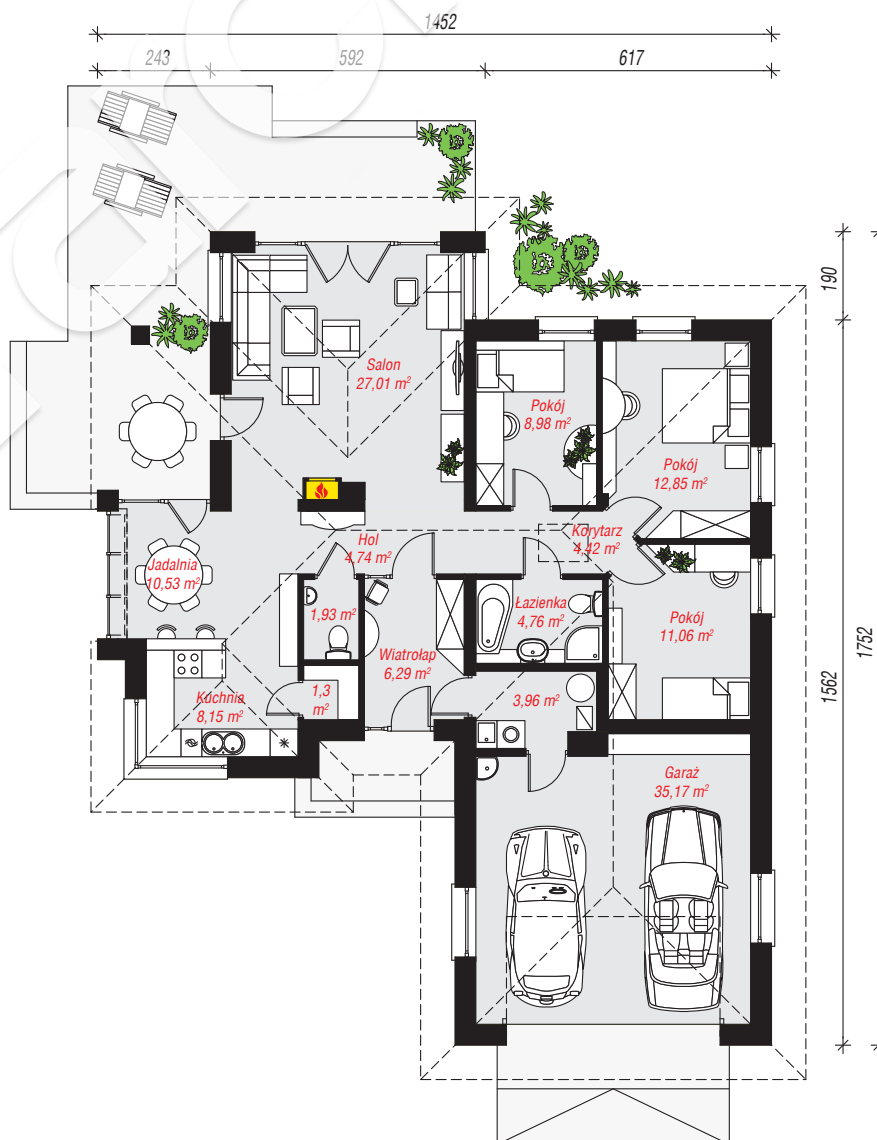 1452
243
592
617
190
Salon
27,01 m²
Pokój
8,98 m²
Pokój
12,85 m²
Korytarz
4,42 m²
Hol
4,74 m²
Jadalnia
10,53 m²
1,93 m²
Łazienka
4,76 m²
Pokój
11,06 m²
Wiatrołap
6,29 m²
1752
1562
Kuchnia
8,15 m²
1,3
m²
3,96 m²
Garaż
35,17 m²